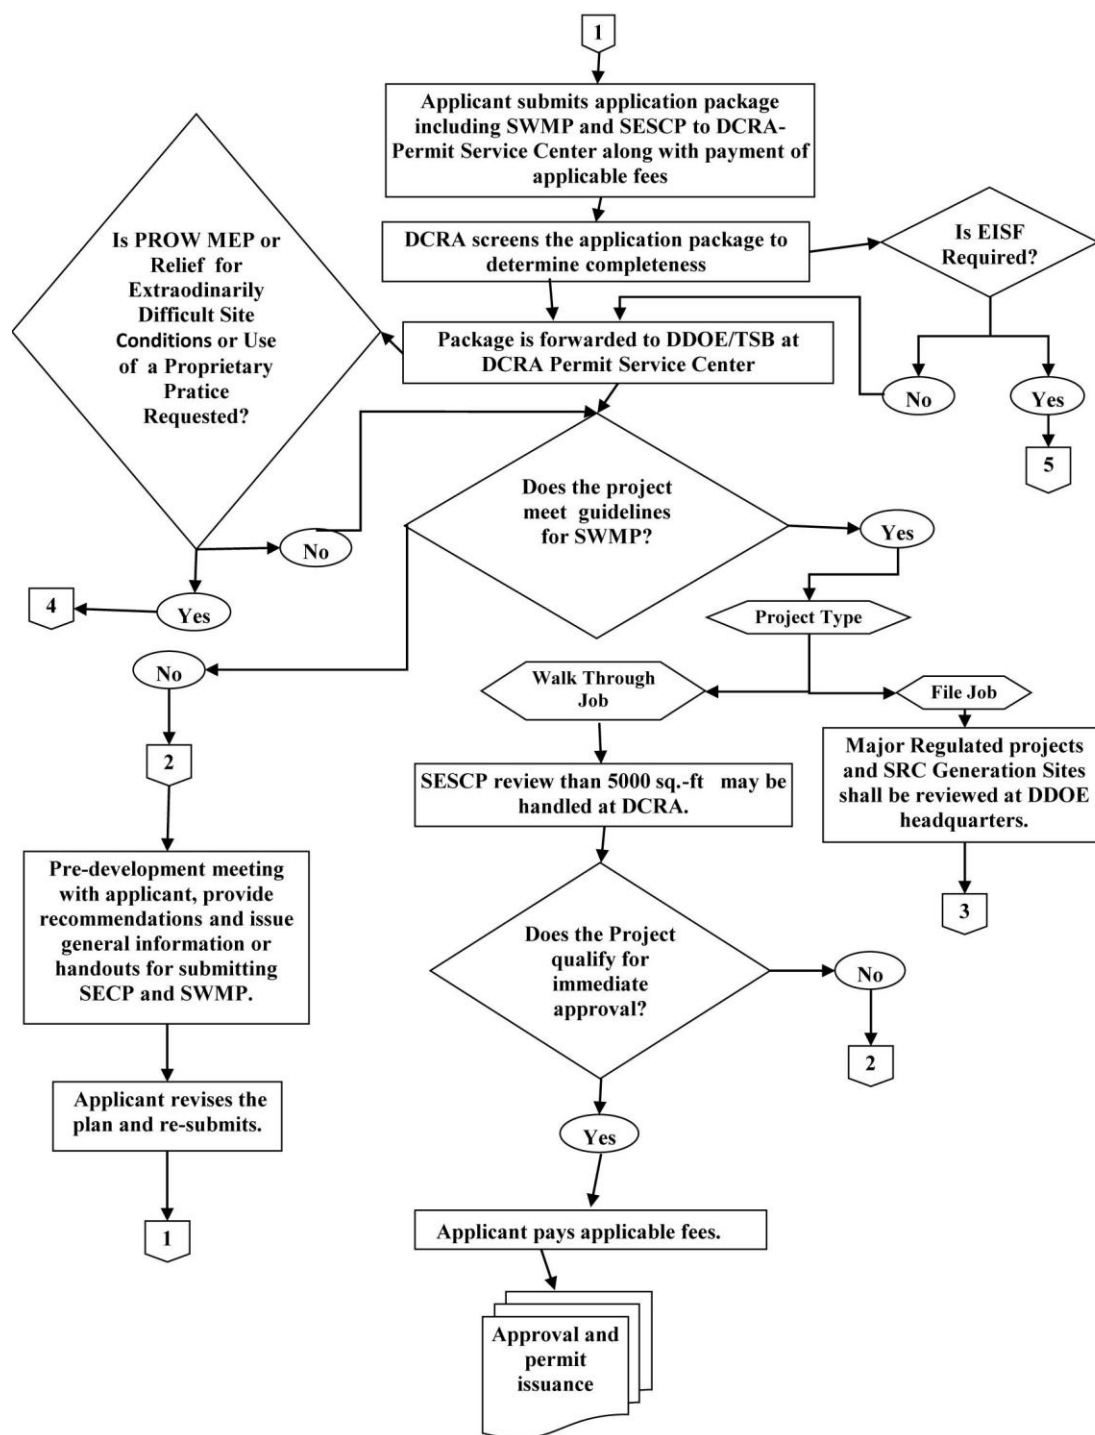 1
Applicant submits application package
including SWMP and SESCP to DCRA-
Permit Service Center along with payment of
applicable fees
DCRA screens the application package to
determine completeness
Is EISF
Required?
Is PROW MEP or
Relief for
Extraodinarily
Difficult Site
Conditions or Use
of a Proprietary
Pratice
Requested?
Package is forwarded to DDOE/TSB at
DCRA Permit Service Center
No
Yes
5
Does the project
meet guidelines
for SWMP?
Yes
No
4
Yes
Project Type
No
Walk Through
Job
File Job
2
SESCP review than 5000 sq.-ft may be
handled at DCRA.
Major Regulated projects
and SRC Generation Sites
shall be reviewed at DDOE
headquarters.
3
Pre-development meeting
with applicant, provide
recommendations and issue
general information or
handouts for submitting
SECP and SWMP.
Does the Project
qualify for
immediate
approval?
No
2
Applicant revises the
plan and re-submits.
Yes
1
Applicant pays applicable fees.
Approval and
permit
issuance